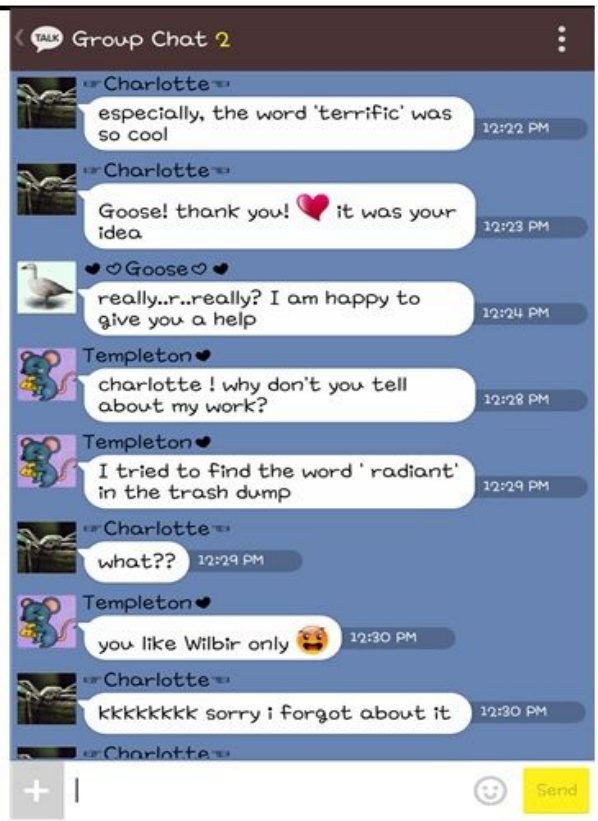 TALK Group Chat 2
☞Charlotte☜
especially, the word 'terrific' was
so cool
12:22 PM
☞Charlotte☜
Goose! thank you! ❤ it was your
idea
12:23 PM
♥♡Goose♡♥
really..r..really? I am happy to
give you a help
12:24 PM
Templeton♥
charlotte ! why don't you tell
about my work?
12:28 PM
Templeton♥
I tried to find the word ' radiant'
in the trash dump
12:29 PM
☞Charlotte☜
what??
12:29 PM
Templeton♥
you like Wilbir only 😡
12:30 PM
☞Charlotte☜
kkkkkkkk sorry i forgot about it
12:30 PM
☞Charlotte☜
Send